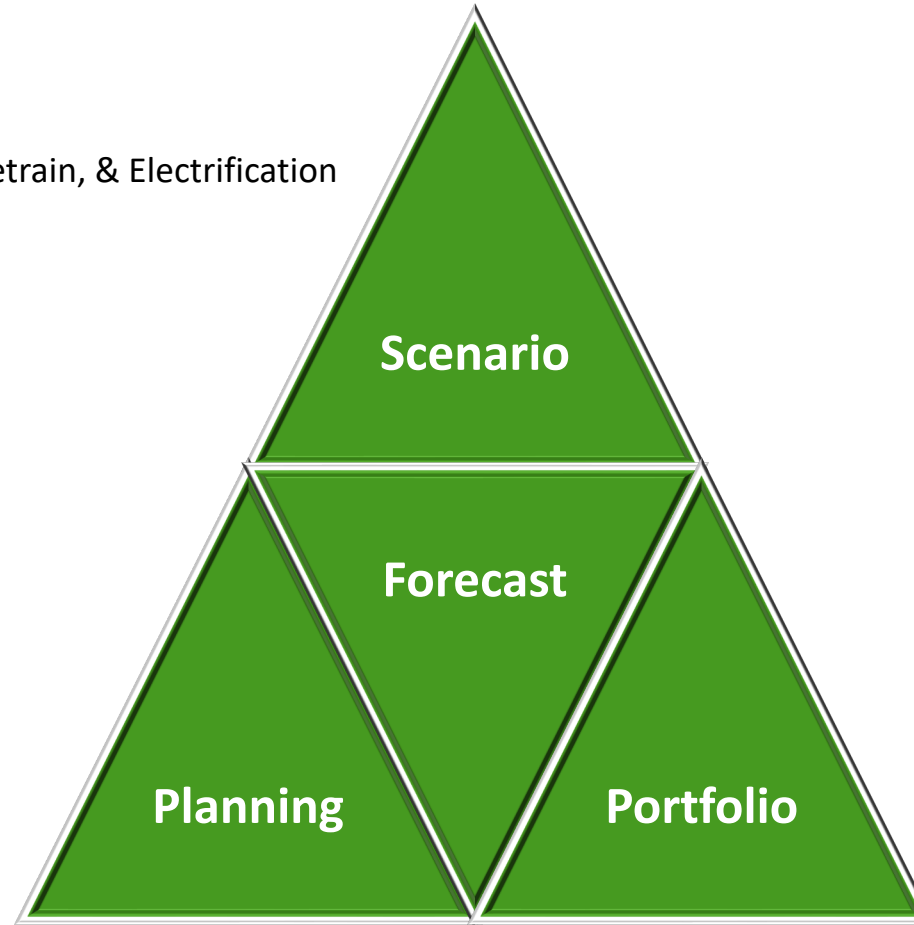 etrain, & Electrification
Scenario
Forecast
Planning
Portfolio